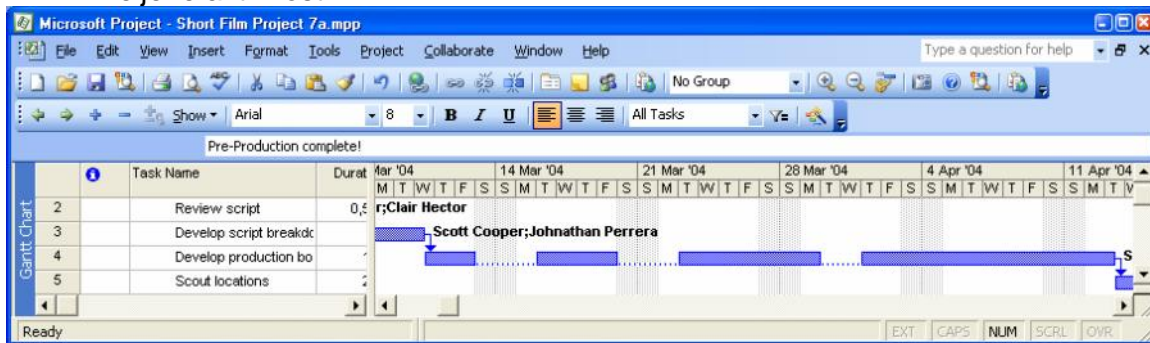 Microsoft Project - Short Film Project 7a.mpp
File Edit View Insert Format Tools Project Collaborate Window Help Type a question for help
No Group
Show Arial 8 B I U All Tasks
Pre-Production complete!
Task Name Durat Mar '04 14 Mar '04 21 Mar '04 28 Mar '04 4 Apr '04 11 Apr '04
M T W T F S S M T W T F S S M T W T F S S M T W T F S S M T W T F S S M T W
2 Review script 0,5 r;Clair Hector
3 Develop script breakdo Scott Cooper;Johnathan Perrera
4 Develop production bo S
5 Scout locations 2
Gantt Chart
Ready EXT CAPS NUM SCRL OVR